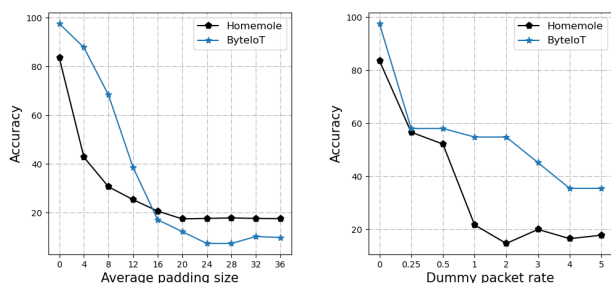 Homemole
ByteIoT
Accuracy
100
80
60
40
20
0 4 8 12 16 20 24 28 32 36
Average padding size
Homemole
ByteIoT
Accuracy
100
80
60
40
20
0 0.25 0.5 1 2 3 4 5
Dummy packet rate